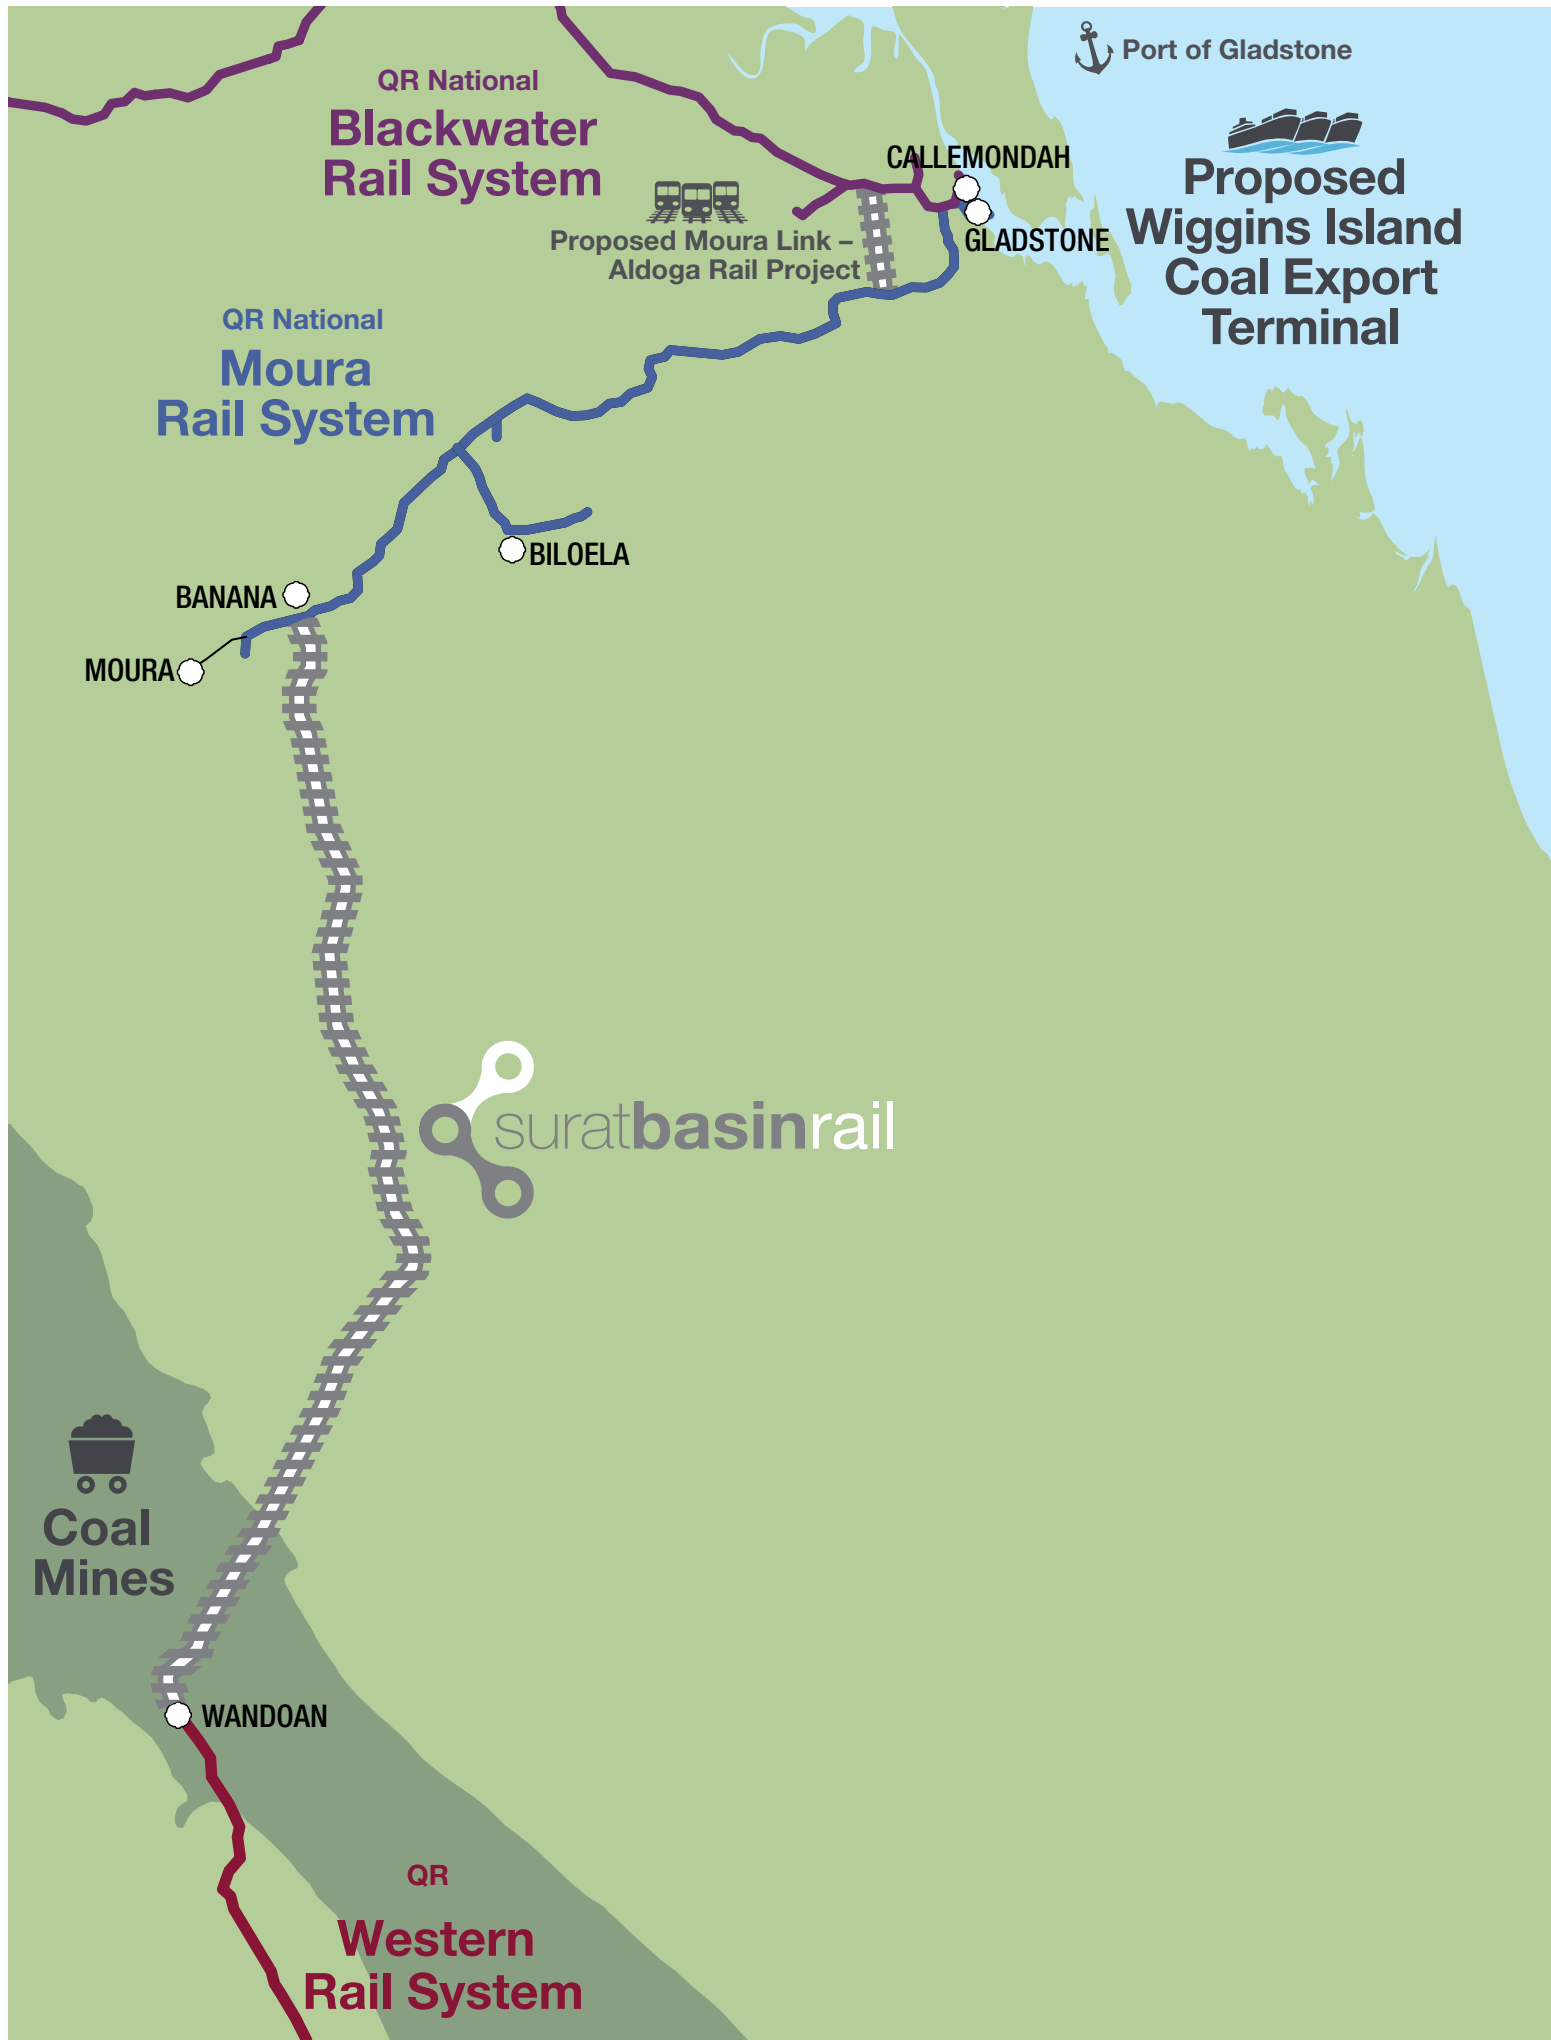 Port of Gladstone
QR National
Blackwater
Rail System
CALLEMONDAH
Proposed
Wiggins Island
Coal Export
Terminal
Proposed Moura Link –
Aldoga Rail Project
GLADSTONE
QR National
Moura
Rail System
BILOELA
BANANA
MOURA
suratbasinrail
Coal
Mines
WANDOAN
QR
Western
Rail System